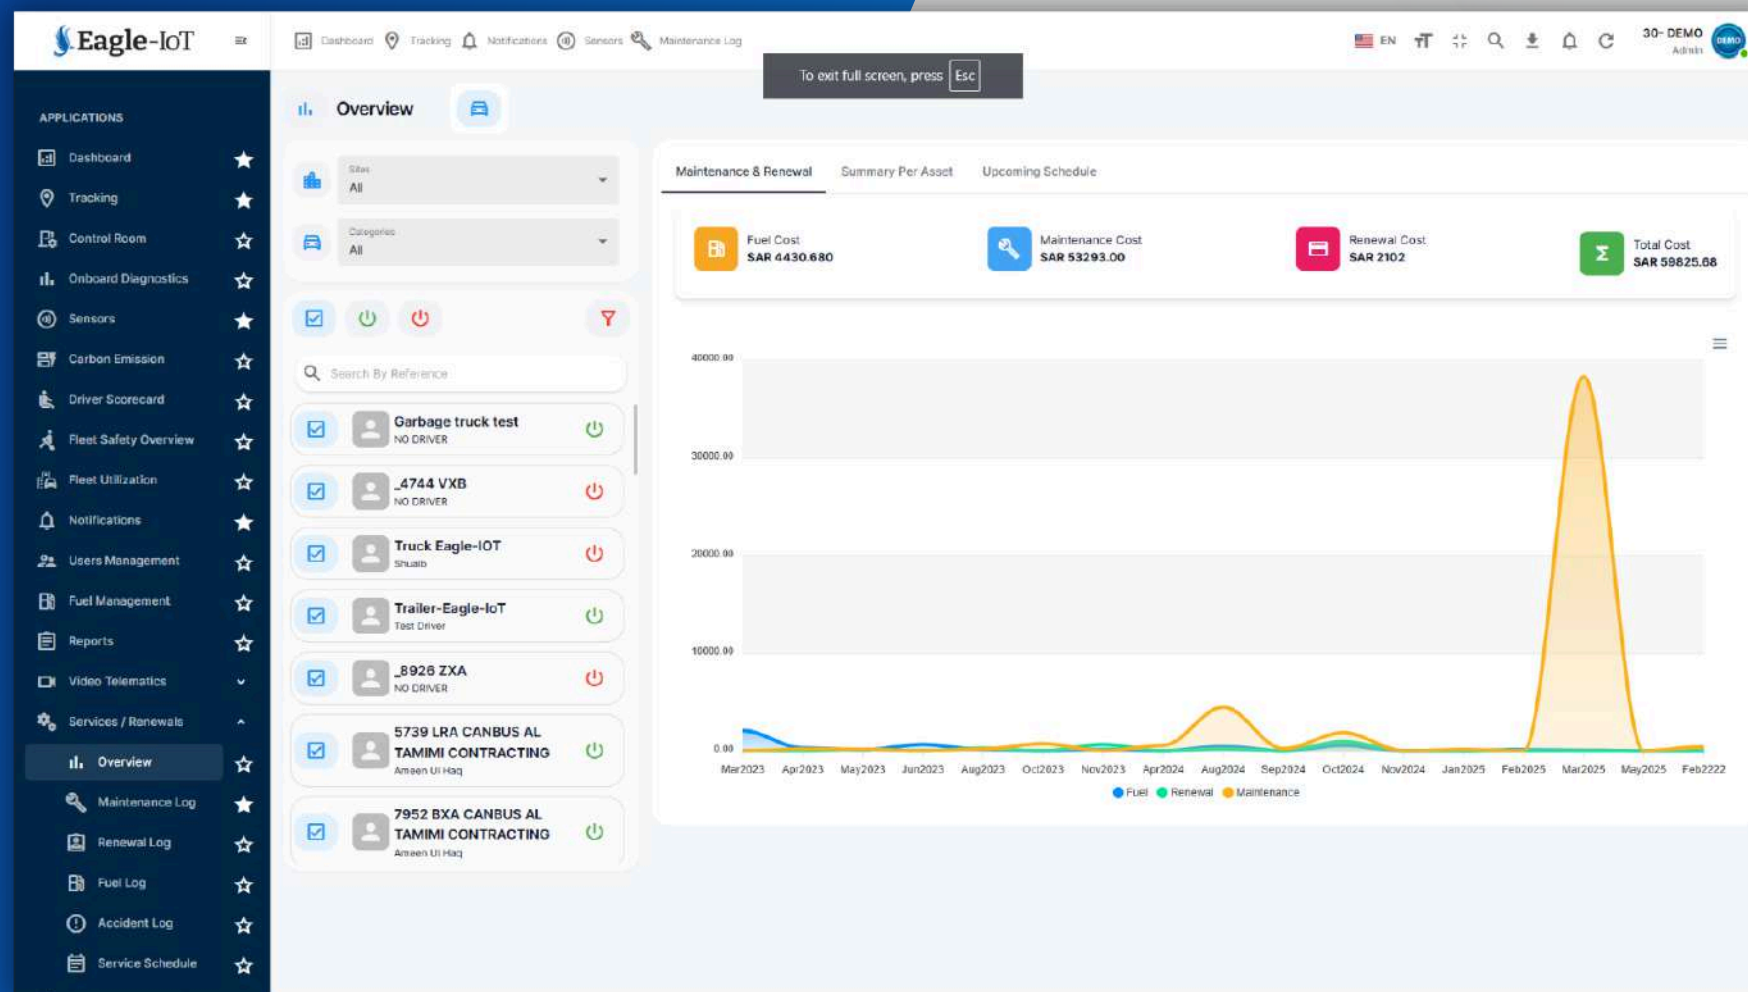 Eagle-IoT
Dashboard
Tracking
Notifications
Sensors
Maintenance Log
EN
30- DEMO
Admin
DEMO
To exit full screen, press Esc
APPLICATIONS
Dashboard
Tracking
Control Room
Onboard Diagnostics
Sensors
Carbon Emission
Driver Scorecard
Fleet Safety Overview
Fleet Utilization
Notifications
Users Management
Fuel Management
Reports
Video Telematics
Services / Renewals
Overview
Maintenance Log
Renewal Log
Fuel Log
Accident Log
Service Schedule
Overview
Sites
All
Categories
All
Search By Reference
Garbage truck test
NO DRIVER
_4744 VXB
NO DRIVER
Truck Eagle-IOT
Shuaib
Trailer-Eagle-IoT
Test Driver
_8926 ZXA
NO DRIVER
5739 LRA CANBUS AL
TAMIMI CONTRACTING
Ameen Ul Haq
7952 BXA CANBUS AL
TAMIMI CONTRACTING
Ameen Ul Haq
Maintenance & Renewal
Summary Per Asset
Upcoming Schedule
Fuel Cost
SAR 4430.680
Maintenance Cost
SAR 53293.00
Renewal Cost
SAR 2102
Total Cost
SAR 59825.68
40000.00
30000.00
20000.00
10000.00
0.00
Mar2023 Apr2023 May2023 Jun2023 Aug2023 Oct2023 Nov2023 Apr2024 Aug2024 Sep2024 Oct2024 Nov2024 Jan2025 Feb2025 Mar2025 May2025 Feb2222
Fuel Renewal Maintenance